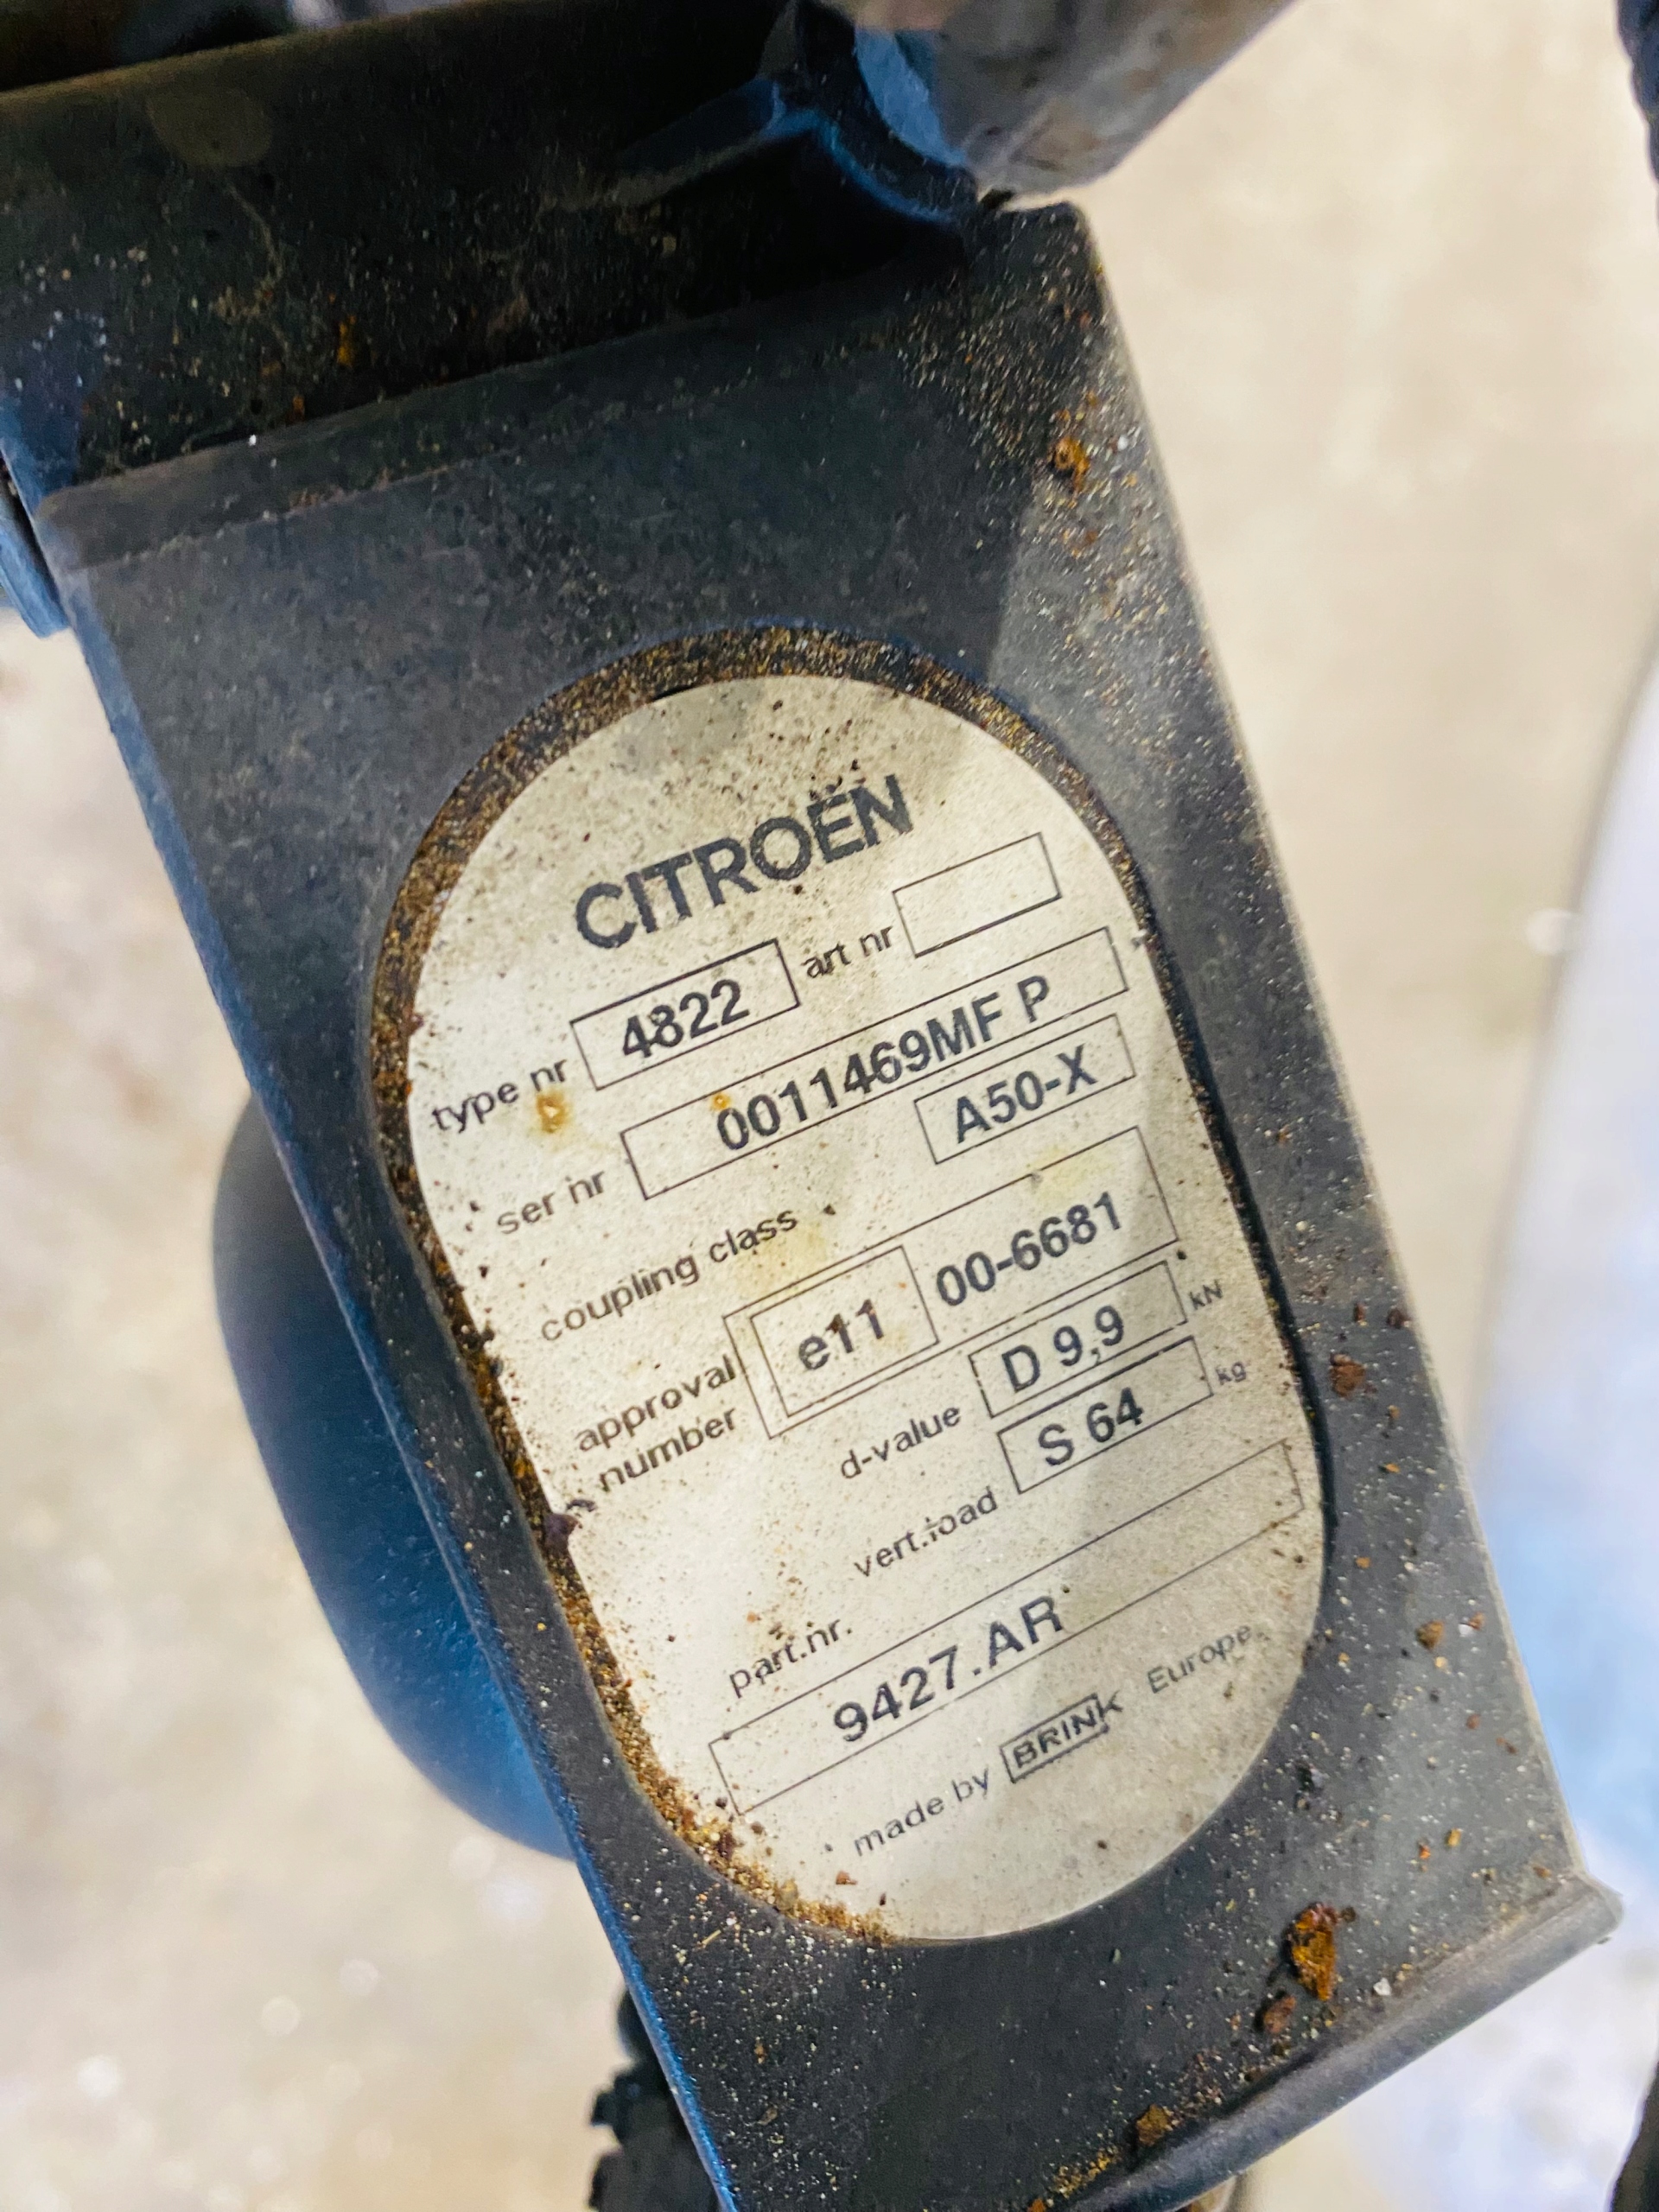 CITROËN
type nr 4822 art nr
ser nr 0011469MF P
coupling class A50-X
approval number e11 00-6681
d-value D 9,9 kN
vert.load S 64 kg
part.nr.
9427.AR
made by BRINK Europe